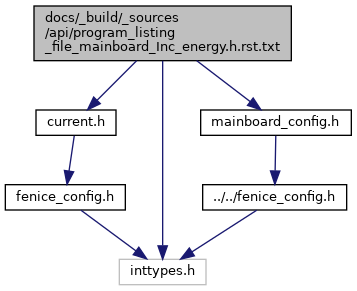 docs/_build/_sources
/api/program_listing
_file_mainboard_Inc_energy.h.rst.txt
current.h
mainboard_config.h
fenice_config.h
../../fenice_config.h
inttypes.h